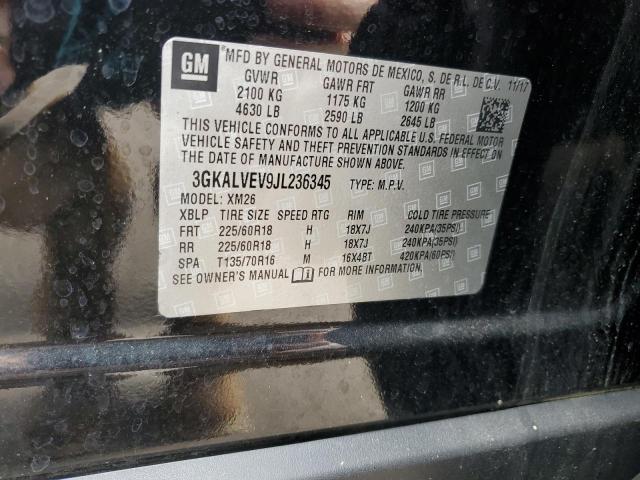 GM
MFD BY GENERAL MOTORS DE MEXICO, S. DE R.L. DE C.V. 11/17
GVWR GAWR FRT GAWR RR
2100 KG 1175 KG 1200 KG
4630 LB 2590 LB 2645 LB
THIS VEHICLE CONFORMS TO ALL APPLICABLE U.S. FEDERAL MOTOR
VEHICLE SAFETY AND THEFT PREVENTION STANDARDS IN EFFECT ON
THE DATE OF MANUFACTURE SHOWN ABOVE.
3GKALVEV9JL236345 TYPE: M.P.V.
MODEL: XM26
XBLP TIRE SIZE SPEED RTG RIM COLD TIRE PRESSURE
FRT 225/60R18 H 18X7J 240KPA(35PSI)
RR 225/60R18 H 18X7J 240KPA(35PSI)
SPA T135/70R16 M 16X4BT 420KPA(60PSI)
SEE OWNER'S MANUAL FOR MORE INFORMATION.